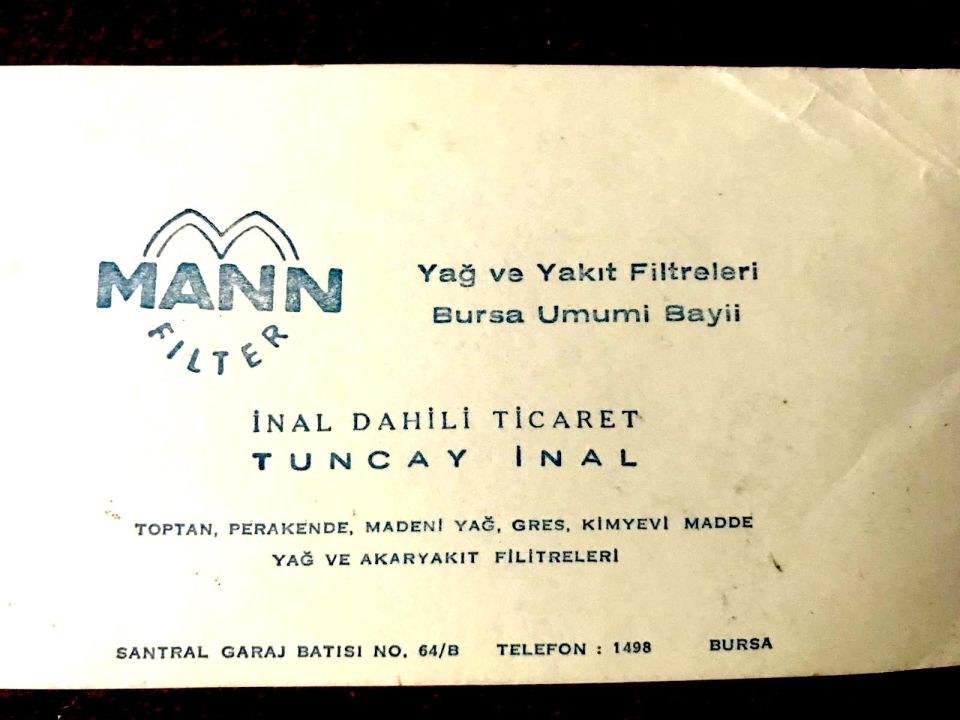 MANN
FILTER
Yağ ve Yakıt Filtreleri
Bursa Umumi Bayii
İNAL DAHİLİ TİCARET
TUNCAY İNAL
TOPTAN, PERAKENDE, MADENİ YAĞ, GRES, KİMYEVİ MADDE
YAĞ VE AKARYAKIT FİLİTRELERİ
SANTRAL GARAJ BATISI NO. 64/B TELEFON : 1498 BURSA